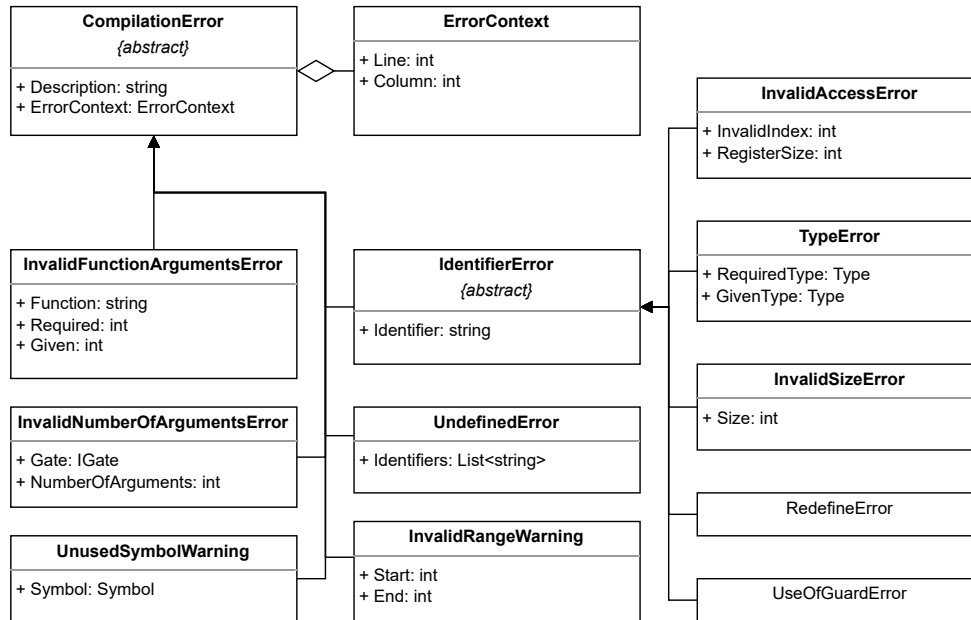 CompilationError
{abstract}
+ Description: string
+ ErrorContext: ErrorContext
ErrorContext
+ Line: int
+ Column: int
InvalidAccessError
+ InvalidIndex: int
+ RegisterSize: int
InvalidFunctionArgumentsError
+ Function: string
+ Required: int
+ Given: int
IdentifierError
{abstract}
+ Identifier: string
TypeError
+ RequiredType: Type
+ GivenType: Type
InvalidSizeError
+ Size: int
InvalidNumberOfArgumentsError
+ Gate: IGate
+ NumberOfArguments: int
UndefinedError
+ Identifiers: List<string>
RedefineError
UnusedSymbolWarning
+ Symbol: Symbol
InvalidRangeWarning
+ Start: int
+ End: int
UseOfGuardError